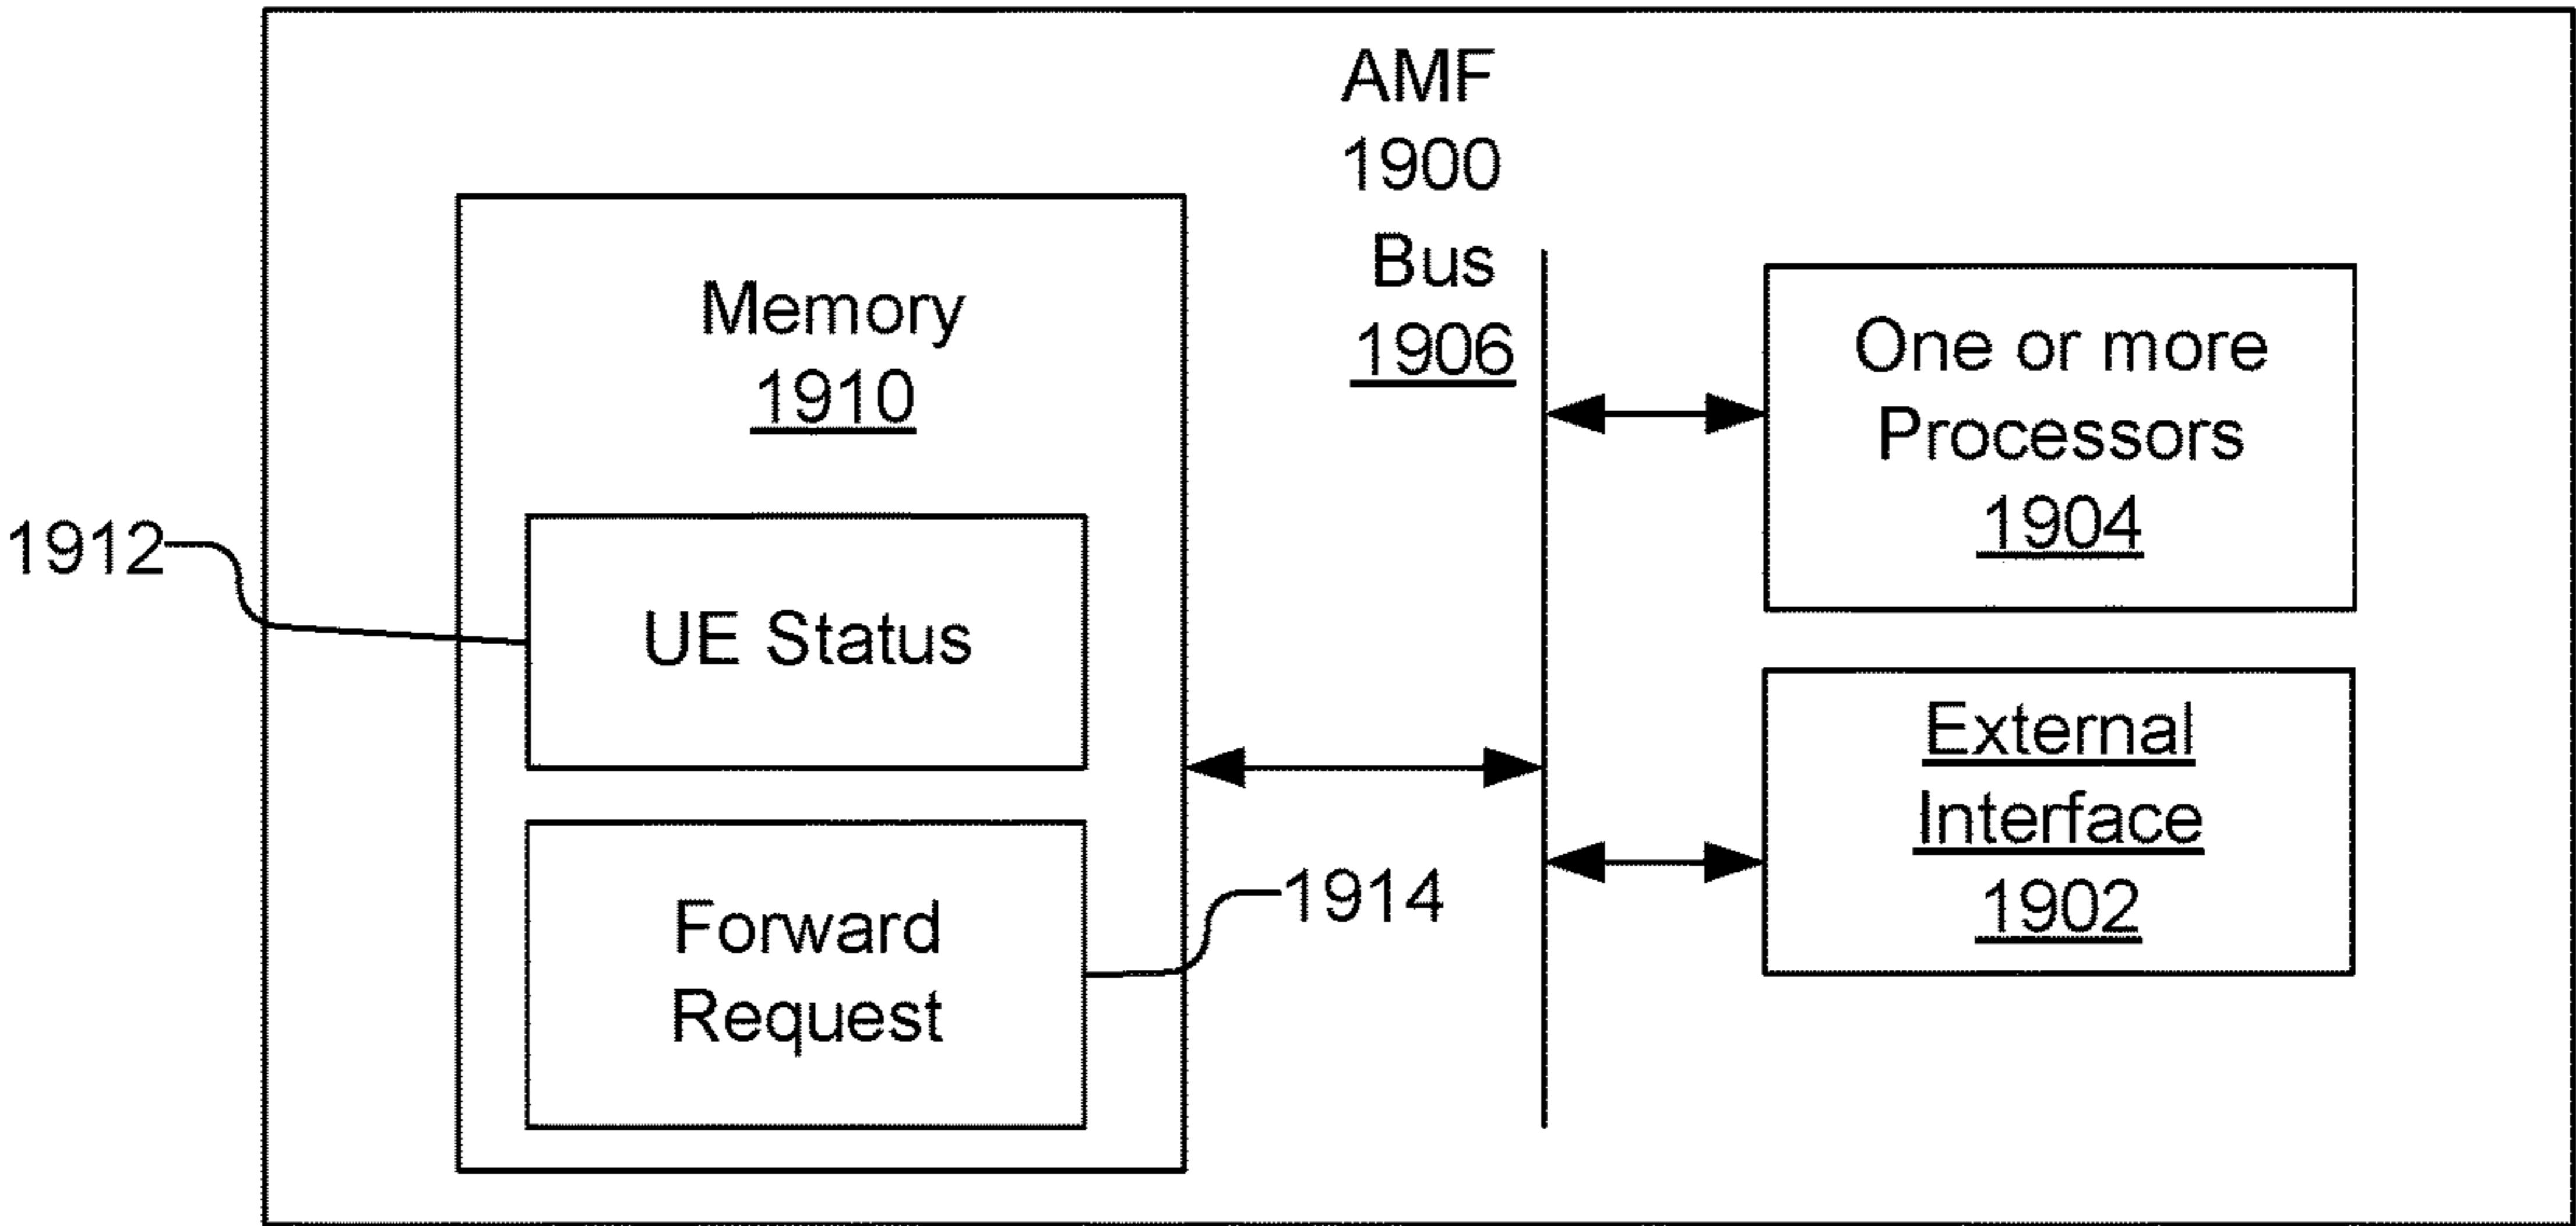 AMF
1900
Bus
1906
Memory
1910
One or more
Processors
1904
1912
UE Status
External
Interface
1902
Forward
Request
1914